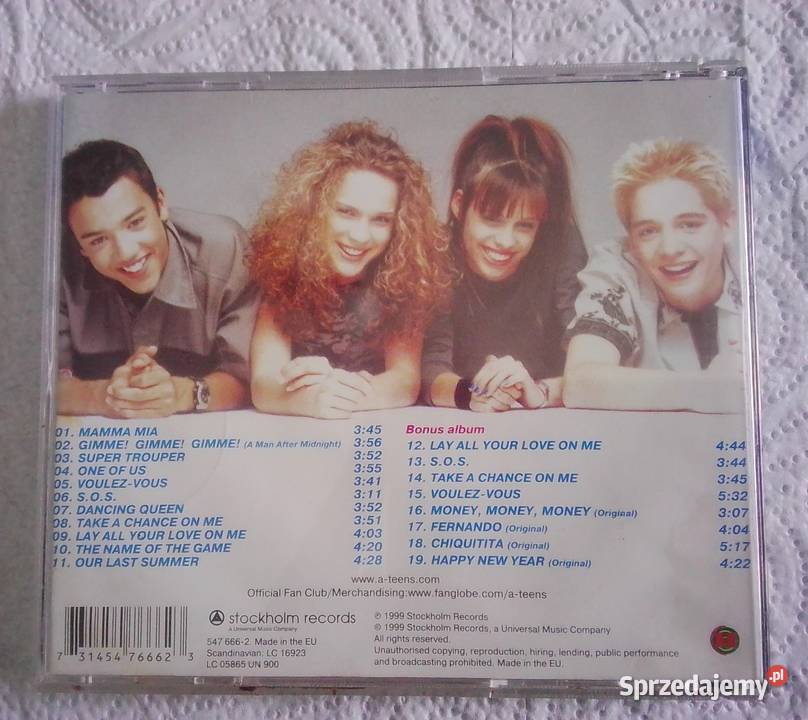 01. MAMMA MIA 3:45
02. GIMME! GIMME! GIMME! (A Man After Midnight) 3:56
03. SUPER TROUPER 3:52
04. ONE OF US 3:55
05. VOULEZ-VOUS 3:41
06. S.O.S. 3:11
07. DANCING QUEEN 3:52
08. TAKE A CHANCE ON ME 3:51
09. LAY ALL YOUR LOVE ON ME 4:03
10. THE NAME OF THE GAME 4:20
11. OUR LAST SUMMER 4:28
Bonus album
12. LAY ALL YOUR LOVE ON ME 4:44
13. S.O.S. 3:44
14. TAKE A CHANCE ON ME 3:45
15. VOULEZ-VOUS 5:32
16. MONEY, MONEY, MONEY (Original) 3:07
17. FERNANDO (Original) 4:04
18. CHIQUITITA (Original) 5:17
19. HAPPY NEW YEAR (Original) 4:22
www.a-teens.com
Official Fan Club/Merchandising:www.fanglobe.com/a-teens
7 31454 76662 3
stockholm records
A Universal Music Company
547 666-2. Made in the EU
Scandinavian: LC 16923
LC 05865 UN 900
℗ 1999 Stockholm Records
© 1999 Stockholm Records, a Universal Music Company
All rights reserved.
Unauthorised copying, reproduction, hiring, lending, public performance
and broadcasting prohibited. Made in the EU.
Sprzedajemy.pl